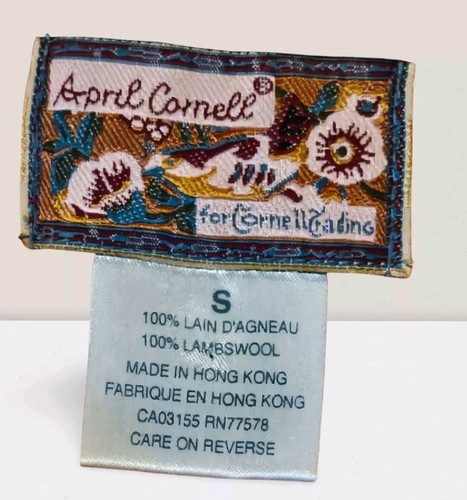 April Cornell®
for Cornell Trading
S
100% LAIN D'AGNEAU
100% LAMBSWOOL
MADE IN HONG KONG
FABRIQUE EN HONG KONG
CA03155 RN77578
CARE ON REVERSE